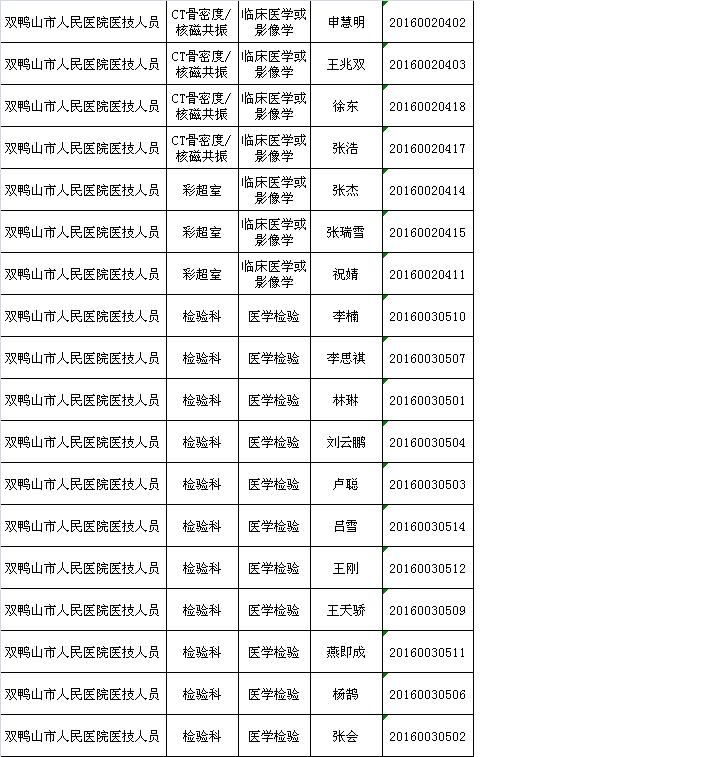 双鸭山市人民医院医技人员 CT骨密度/核磁共振 临床医学或影像学 申慧明 20160020402
双鸭山市人民医院医技人员 CT骨密度/核磁共振 临床医学或影像学 王兆双 20160020403
双鸭山市人民医院医技人员 CT骨密度/核磁共振 临床医学或影像学 徐东 20160020418
双鸭山市人民医院医技人员 CT骨密度/核磁共振 临床医学或影像学 张浩 20160020417
双鸭山市人民医院医技人员 彩超室 临床医学或影像学 张杰 20160020414
双鸭山市人民医院医技人员 彩超室 临床医学或影像学 张瑞雪 20160020415
双鸭山市人民医院医技人员 彩超室 临床医学或影像学 祝婧 20160020411
双鸭山市人民医院医技人员 检验科 医学检验 李楠 20160030510
双鸭山市人民医院医技人员 检验科 医学检验 李思祺 20160030507
双鸭山市人民医院医技人员 检验科 医学检验 林琳 20160030501
双鸭山市人民医院医技人员 检验科 医学检验 刘云鹏 20160030504
双鸭山市人民医院医技人员 检验科 医学检验 卢聪 20160030503
双鸭山市人民医院医技人员 检验科 医学检验 吕雪 20160030514
双鸭山市人民医院医技人员 检验科 医学检验 王刚 20160030512
双鸭山市人民医院医技人员 检验科 医学检验 王天骄 20160030509
双鸭山市人民医院医技人员 检验科 医学检验 燕即成 20160030511
双鸭山市人民医院医技人员 检验科 医学检验 杨鹄 20160030506
双鸭山市人民医院医技人员 检验科 医学检验 张会 20160030502